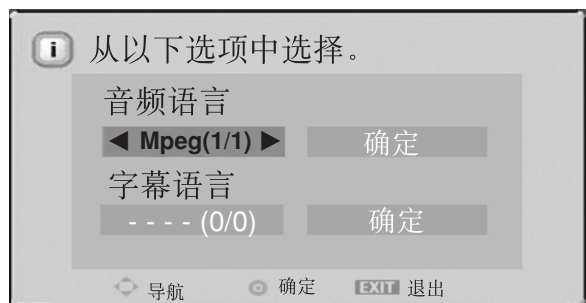 i 从以下选项中选择。
音频语言
◀ Mpeg(1/1) ▶ 确定
字幕语言
- - - - (0/0) 确定
导航 确定 EXIT 退出